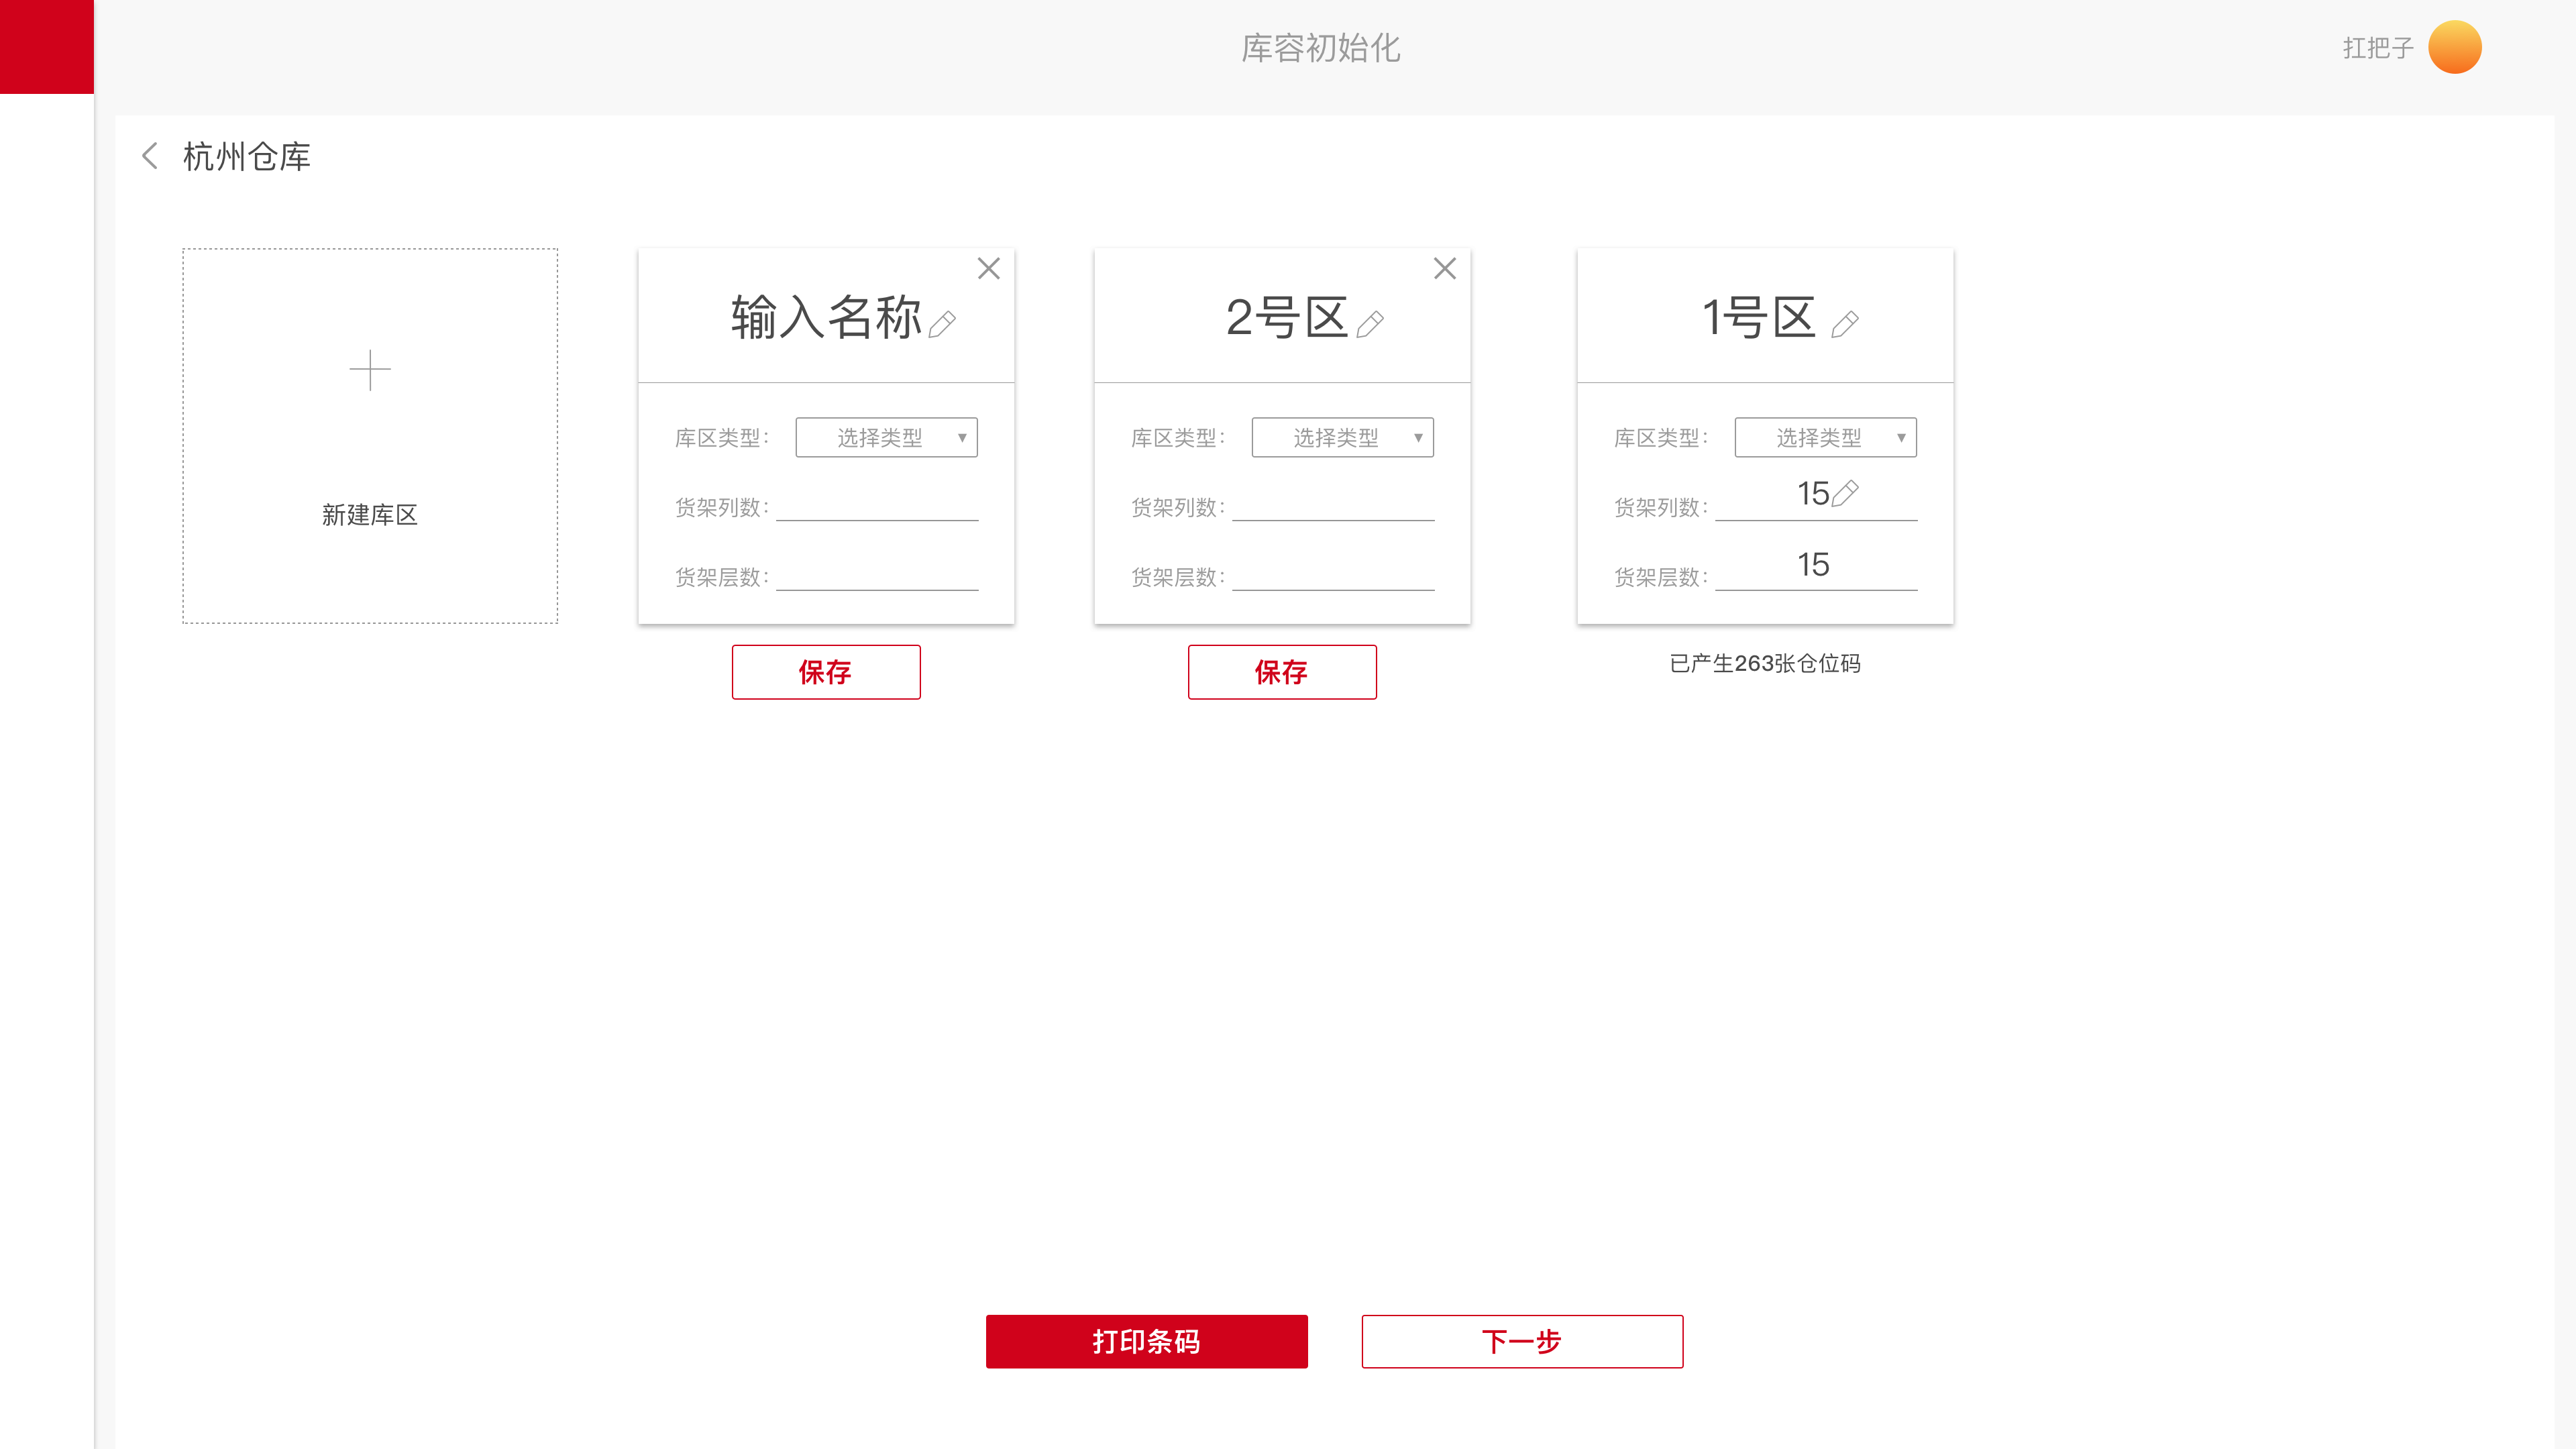 库容初始化
扛把子
杭州仓库
新建库区
输入名称
库区类型：
选择类型
货架列数：
货架层数：
保存
2号区
库区类型：
选择类型
货架列数：
货架层数：
保存
1号区
库区类型：
选择类型
货架列数：
15
货架层数：
15
已产生263张仓位码
打印条码
下一步